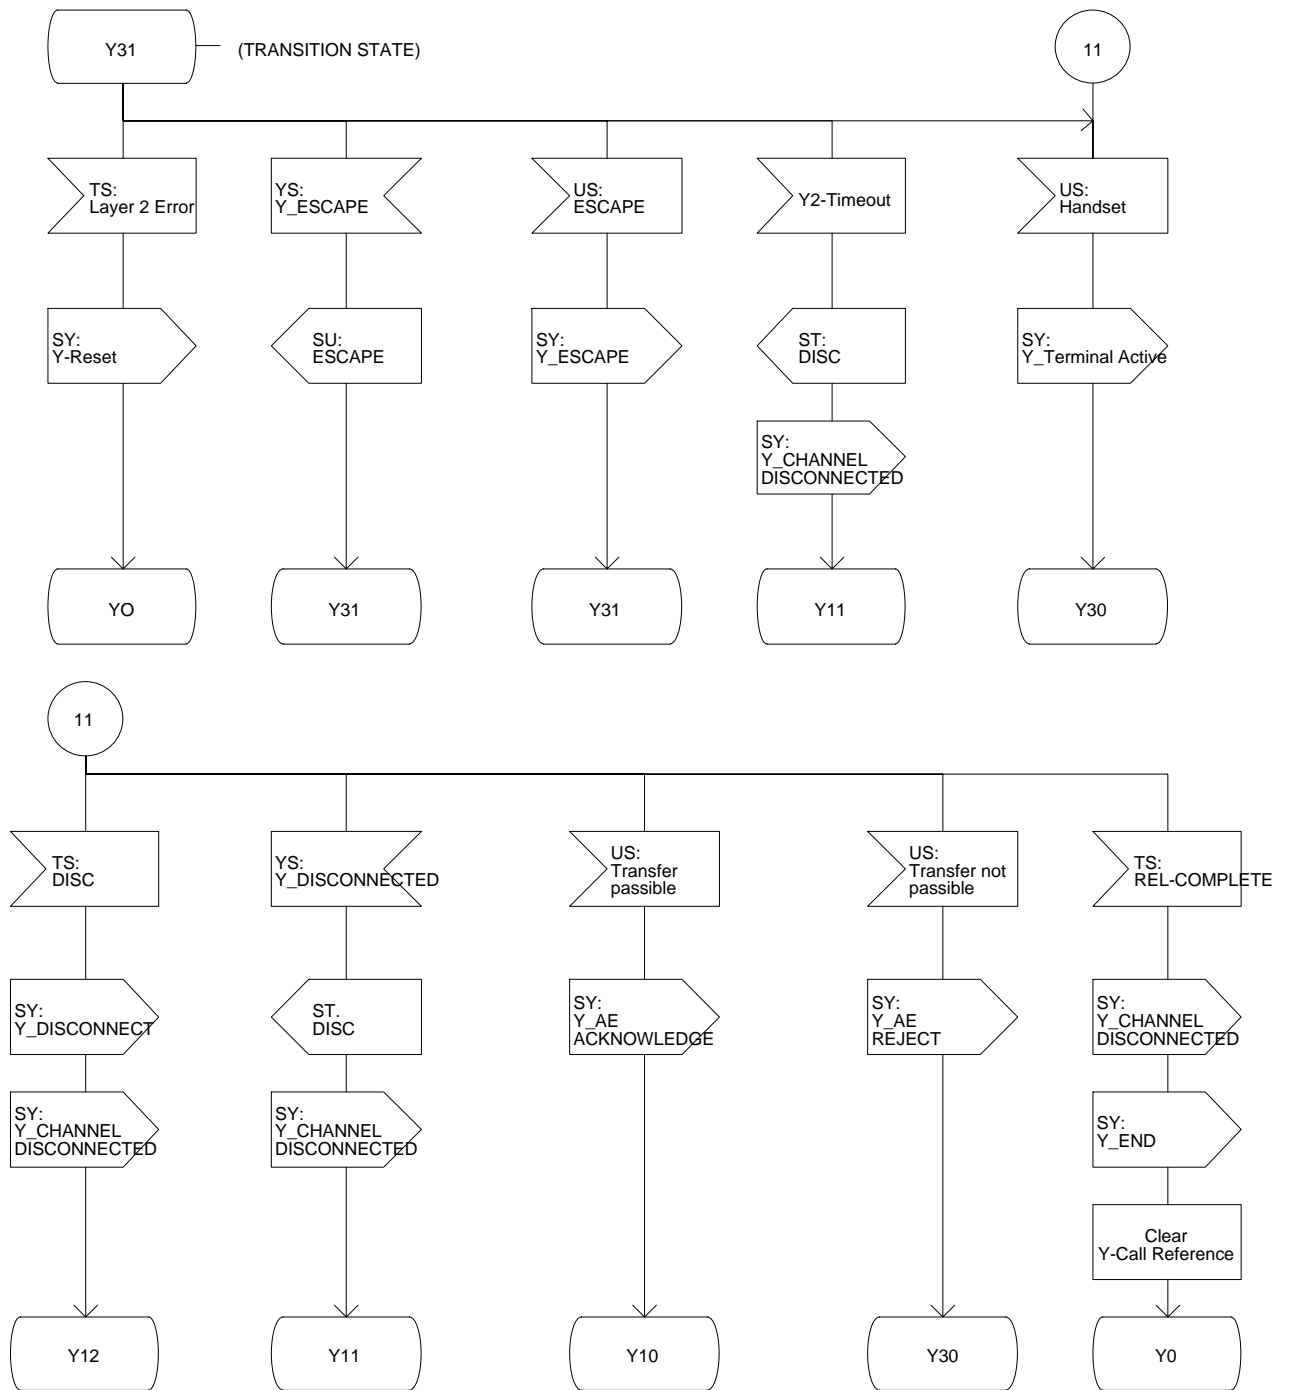 Y31
(TRANSITION STATE)
11
TS:
Layer 2 Error
YS:
Y_ESCAPE
US:
ESCAPE
Y2-Timeout
US:
Handset
SY:
Y-Reset
SU:
ESCAPE
SY:
Y_ESCAPE
ST:
DISC
SY:
Y_Terminal Active
SY:
Y_CHANNEL
DISCONNECTED
YO
Y31
Y31
Y11
Y30
11
TS:
DISC
YS:
Y_DISCONNECTED
US:
Transfer
passible
US:
Transfer not
passible
TS:
REL-COMPLETE
SY:
Y_DISCONNECT
ST.
DISC
SY:
Y_AE
ACKNOWLEDGE
SY:
Y_AE
REJECT
SY:
Y_CHANNEL
DISCONNECTED
SY:
Y_CHANNEL
DISCONNECTED
SY:
Y_CHANNEL
DISCONNECTED
SY:
Y_END
Clear
Y-Call Reference
Y12
Y11
Y10
Y30
Y0